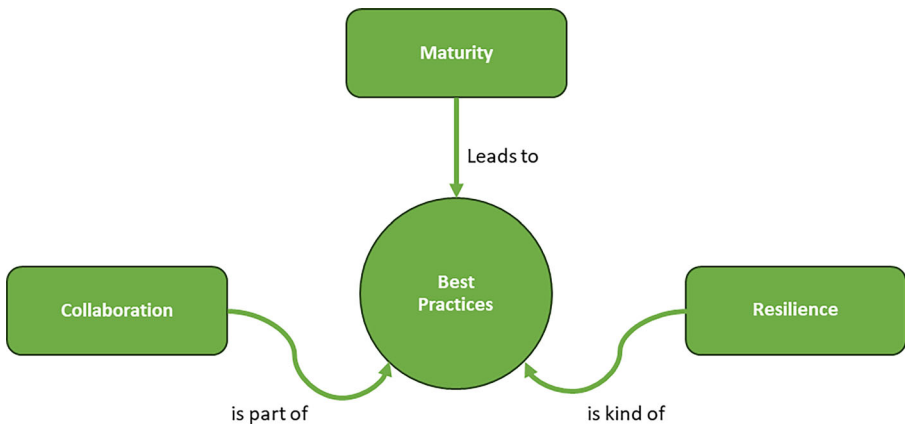 Maturity
Leads to
Best
Practices
Collaboration
Resilience
is part of
is kind of